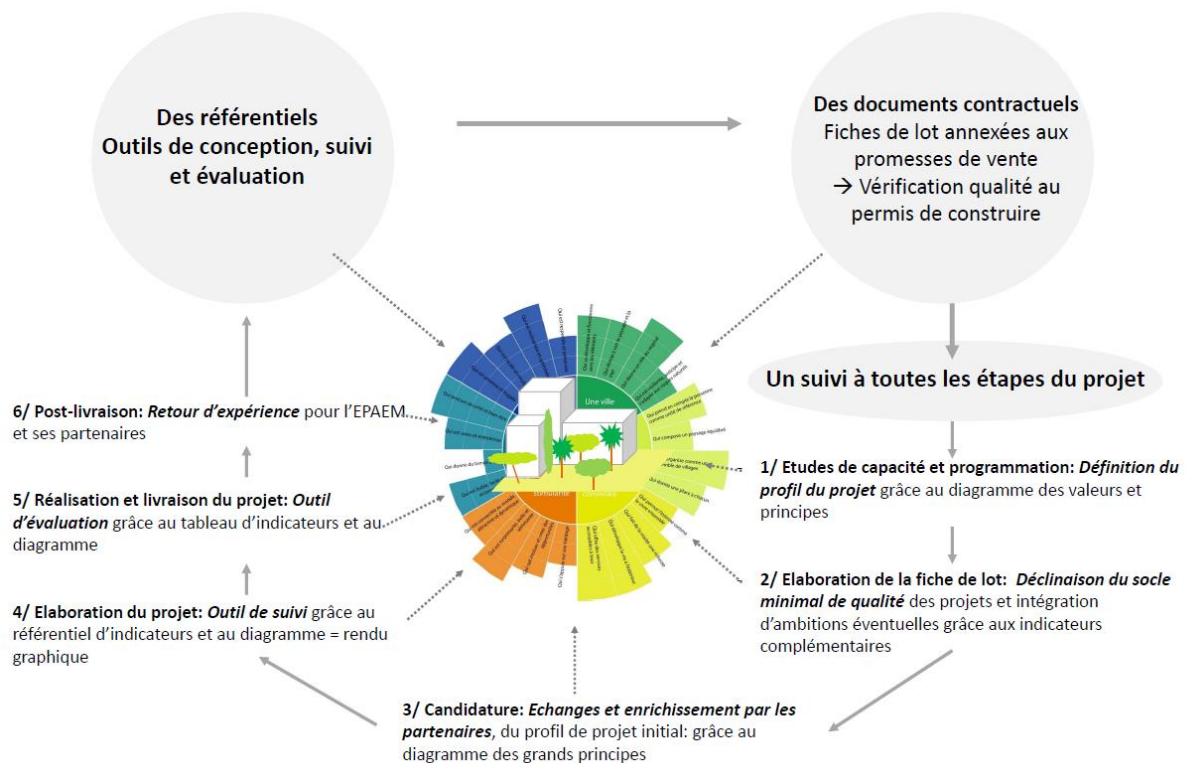 Des référentiels
Outils de conception, suivi
et évaluation
Des documents contractuels
Fiches de lot annexées aux
promesses de vente
→ Vérification qualité au
permis de construire
Un suivi à toutes les étapes du projet
1/ Etudes de capacité et programmation: Définition du
profil du projet grâce au diagramme des valeurs et
principes
2/ Elaboration de la fiche de lot: Déclinaison du socle
minimal de qualité des projets et intégration
d'ambitions éventuelles grâce aux indicateurs
complémentaires
3/ Candidature: Echanges et enrichissement par les
partenaires, du profil de projet initial: grâce au
diagramme des grands principes
4/ Elaboration du projet: Outil de suivi grâce au
référentiel d'indicateurs et au diagramme = rendu
graphique
5/ Réalisation et livraison du projet: Outil
d'évaluation grâce au tableau d'indicateurs et au
diagramme
6/ Post-livraison: Retour d'expérience pour l'EPAEM
et ses partenaires
Une ville
stimulante
Qui compose un paysage équilibré